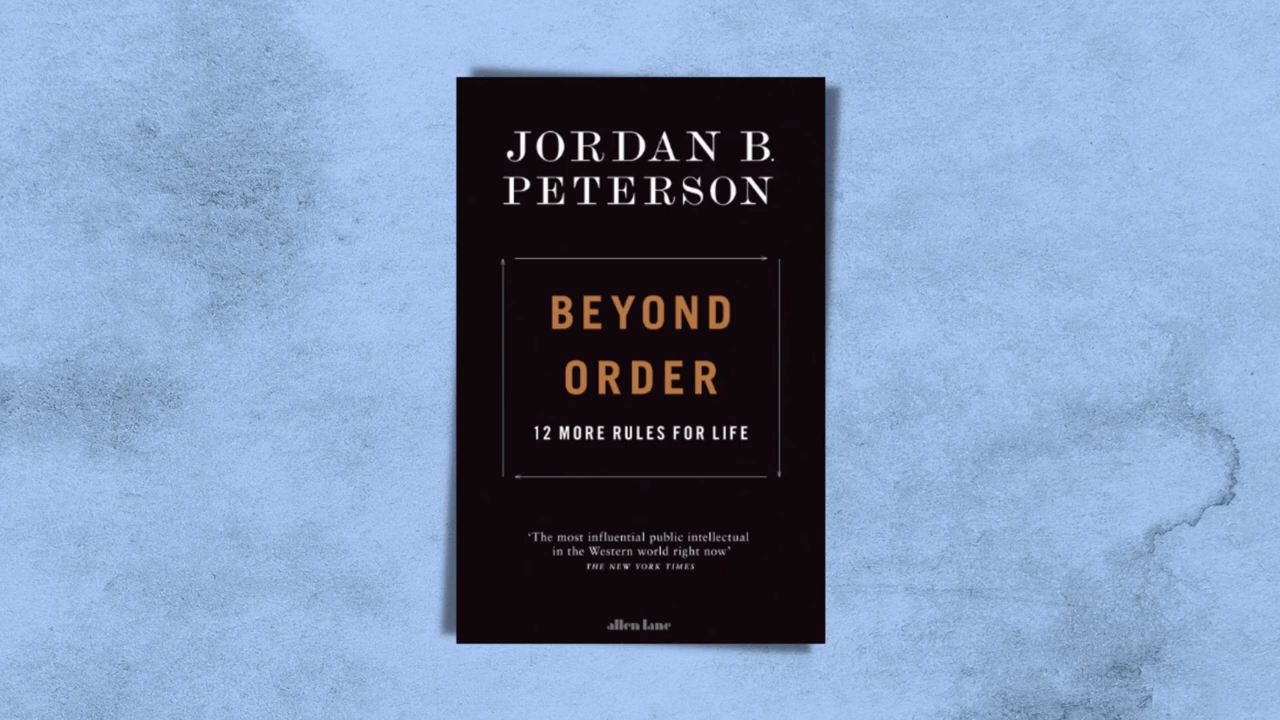 JORDAN B.
PETERSON
BEYOND
ORDER
12 MORE RULES FOR LIFE
‘The most influential public intellectual
in the Western world right now’
THE NEW YORK TIMES
allen lane